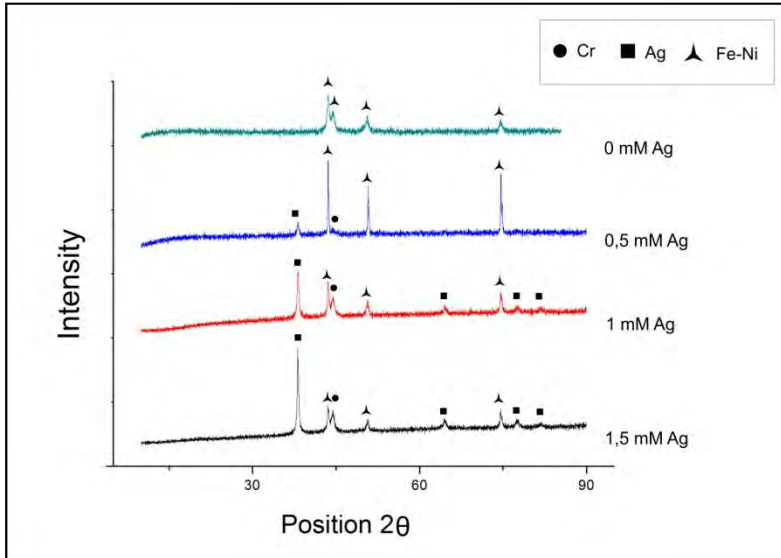 Cr Ag Fe-Ni
0 mM Ag
0,5 mM Ag
1 mM Ag
1,5 mM Ag
Intensity
30 60 90
Position 2θ